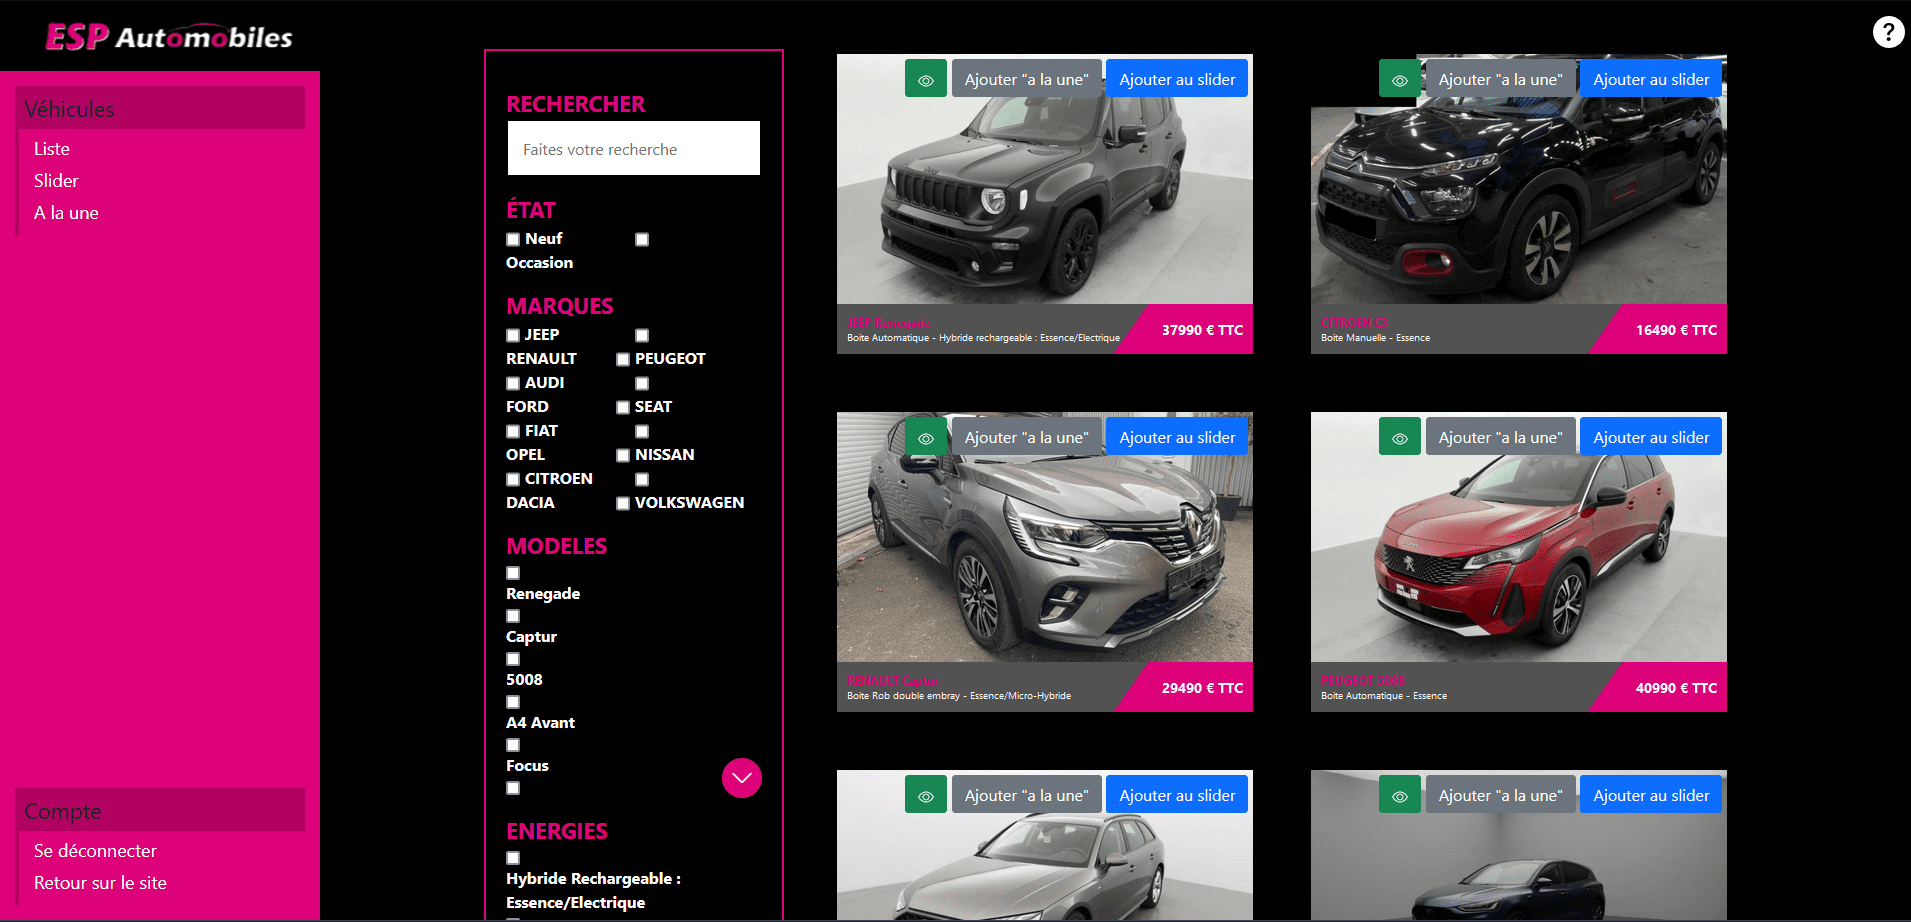 ESP Automobiles
?
Véhicules
Liste
Slider
A la une
Compte
Se déconnecter
Retour sur le site
RECHERCHER
Faites votre recherche
ÉTAT
Neuf
Occasion
MARQUES
JEEP
RENAULT PEUGEOT
AUDI
FORD SEAT
FIAT
OPEL NISSAN
CITROEN
DACIA VOLKSWAGEN
MODELES
Renegade
Captur
5008
A4 Avant
Focus
ENERGIES
Hybride Rechargeable :
Essence/Electrique
Ajouter "a la une" Ajouter au slider
JEEP Renegade
Boite Automatique - Hybride rechargeable : Essence/Electrique
37990 € TTC
Ajouter "a la une" Ajouter au slider
CITROEN C3
Boite Manuelle - Essence
16490 € TTC
Ajouter "a la une" Ajouter au slider
RENAULT Captur
Boite Rob double embray - Essence/Micro-Hybride
29490 € TTC
Ajouter "a la une" Ajouter au slider
PEUGEOT 5008
Boite Automatique - Essence
40990 € TTC
Ajouter "a la une" Ajouter au slider
Ajouter "a la une" Ajouter au slider